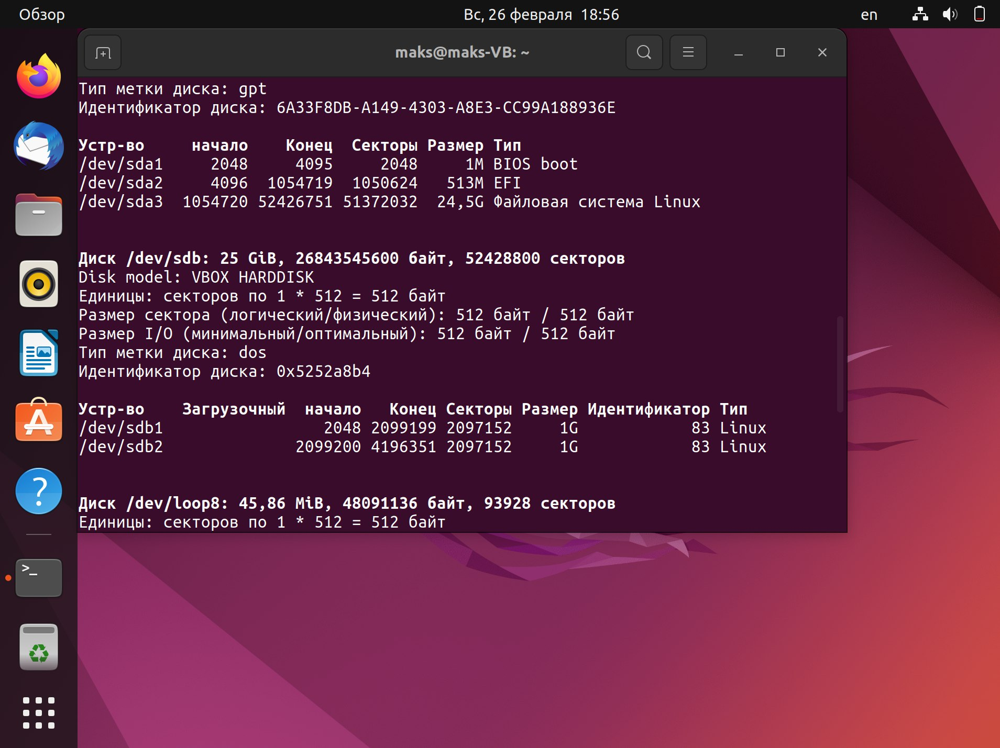 Обзор
Вс, 26 февраля 18:56
en
maks@maks-VB: ~
Тип метки диска: gpt
Идентификатор диска: 6A33F8DB-A149-4303-A8E3-CC99A188936E
Устр-во начало Конец Секторы Размер Тип
/dev/sda1 2048 4095 2048 1M BIOS boot
/dev/sda2 4096 1054719 1050624 513M EFI
/dev/sda3 1054720 52426751 51372032 24,5G Файловая система Linux
Диск /dev/sdb: 25 GiB, 26843545600 байт, 52428800 секторов
Disk model: VBOX HARDDISK
Единицы: секторов по 1 * 512 = 512 байт
Размер сектора (логический/физический): 512 байт / 512 байт
Размер I/O (минимальный/оптимальный): 512 байт / 512 байт
Тип метки диска: dos
Идентификатор диска: 0x5252a8b4
Устр-во Загрузочный начало Конец Секторы Размер Идентификатор Тип
/dev/sdb1 2048 2099199 2097152 1G 83 Linux
/dev/sdb2 2099200 4196351 2097152 1G 83 Linux
Диск /dev/loop8: 45,86 MiB, 48091136 байт, 93928 секторов
Единицы: секторов по 1 * 512 = 512 байт